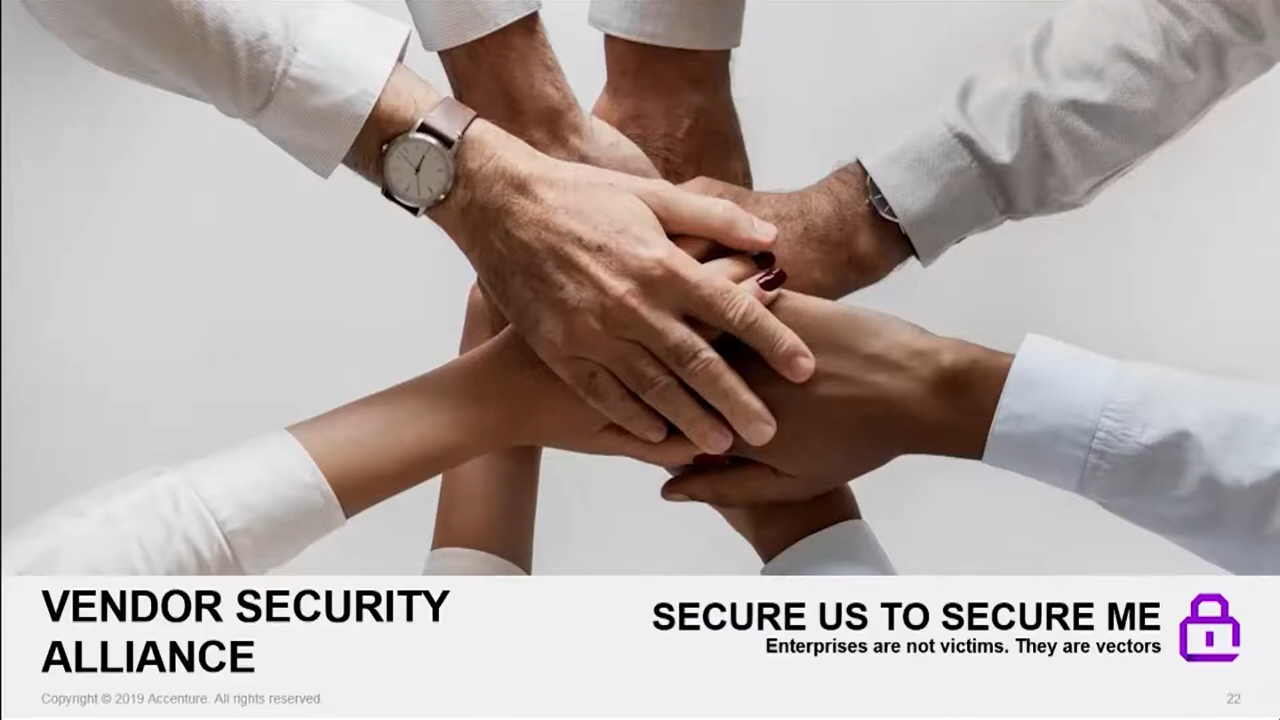 VENDOR SECURITY
ALLIANCE
SECURE US TO SECURE ME
Enterprises are not victims. They are vectors
Copyright © 2019 Accenture. All rights reserved.
22